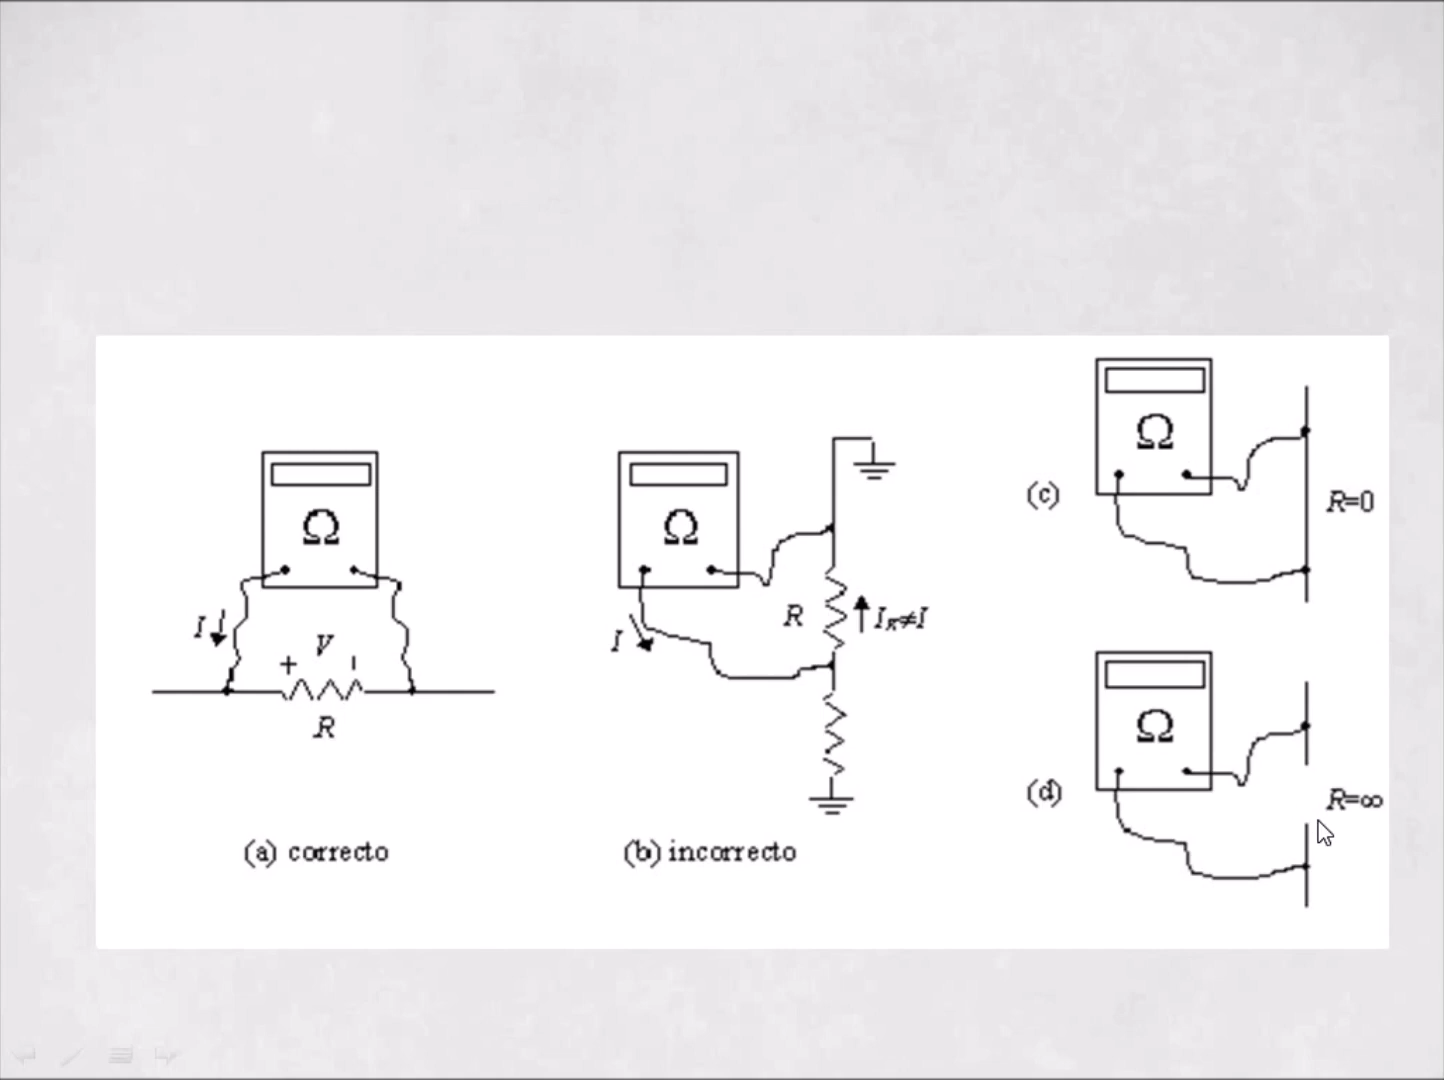 Ω
I
V
+
R
(a) correcto
Ω
R
I_R≠I
I
(b) incorrecto
(c)
Ω
R=0
(d)
Ω
R=∞